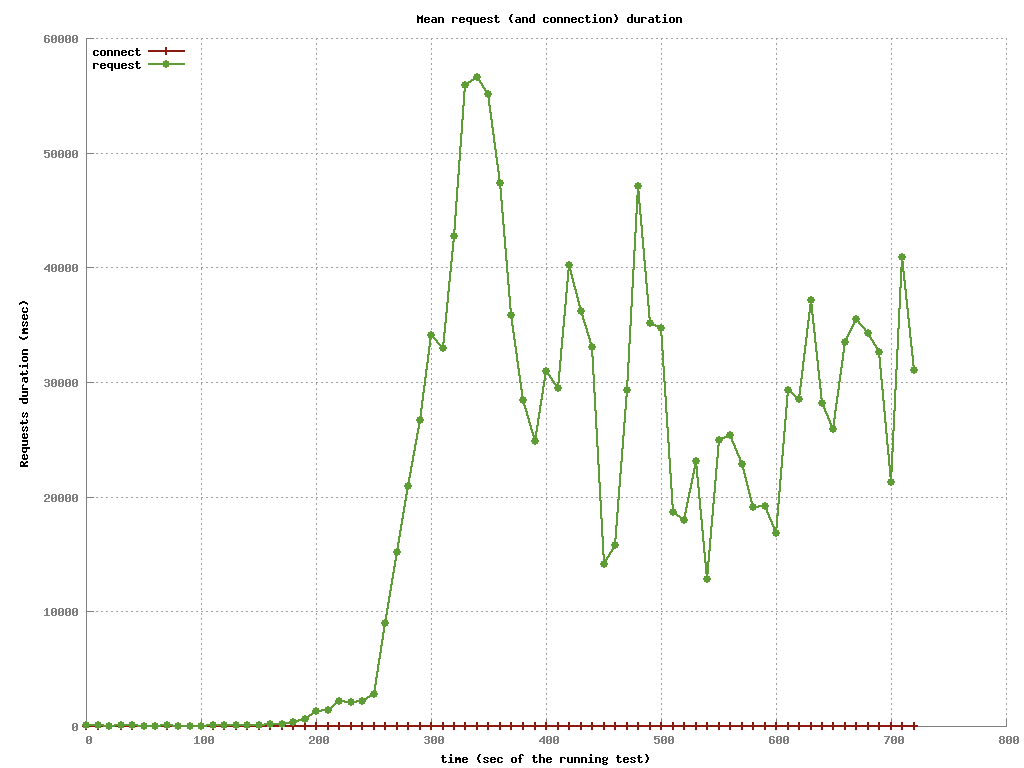 Mean request (and connection) duration
60000
connect
request
50000
40000
Requests duration (msec)
30000
20000
10000
0
0 100 200 300 400 500 600 700 800
time (sec of the running test)